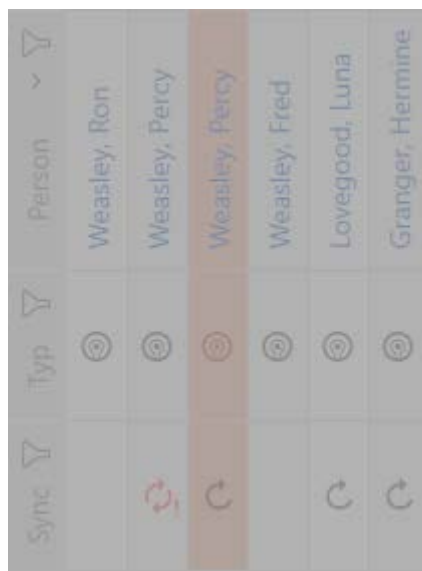 Sync Typ Person
Weasley, Ron
Weasley, Percy
Weasley, Percy
Weasley, Fred
Lovegood, Luna
Granger, Hermine